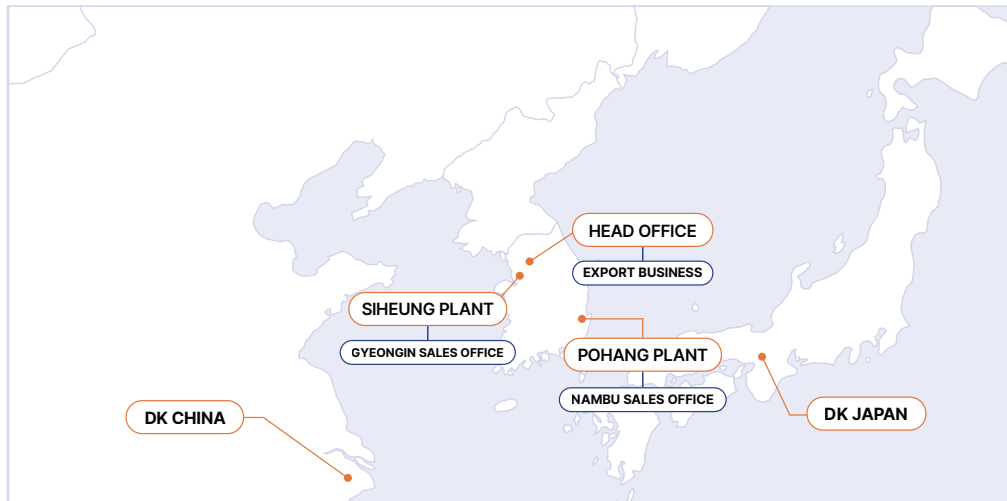 HEAD OFFICE
EXPORT BUSINESS
SIHEUNG PLANT
GYEONGIN SALES OFFICE
POHANG PLANT
NAMBU SALES OFFICE
DK CHINA
DK JAPAN